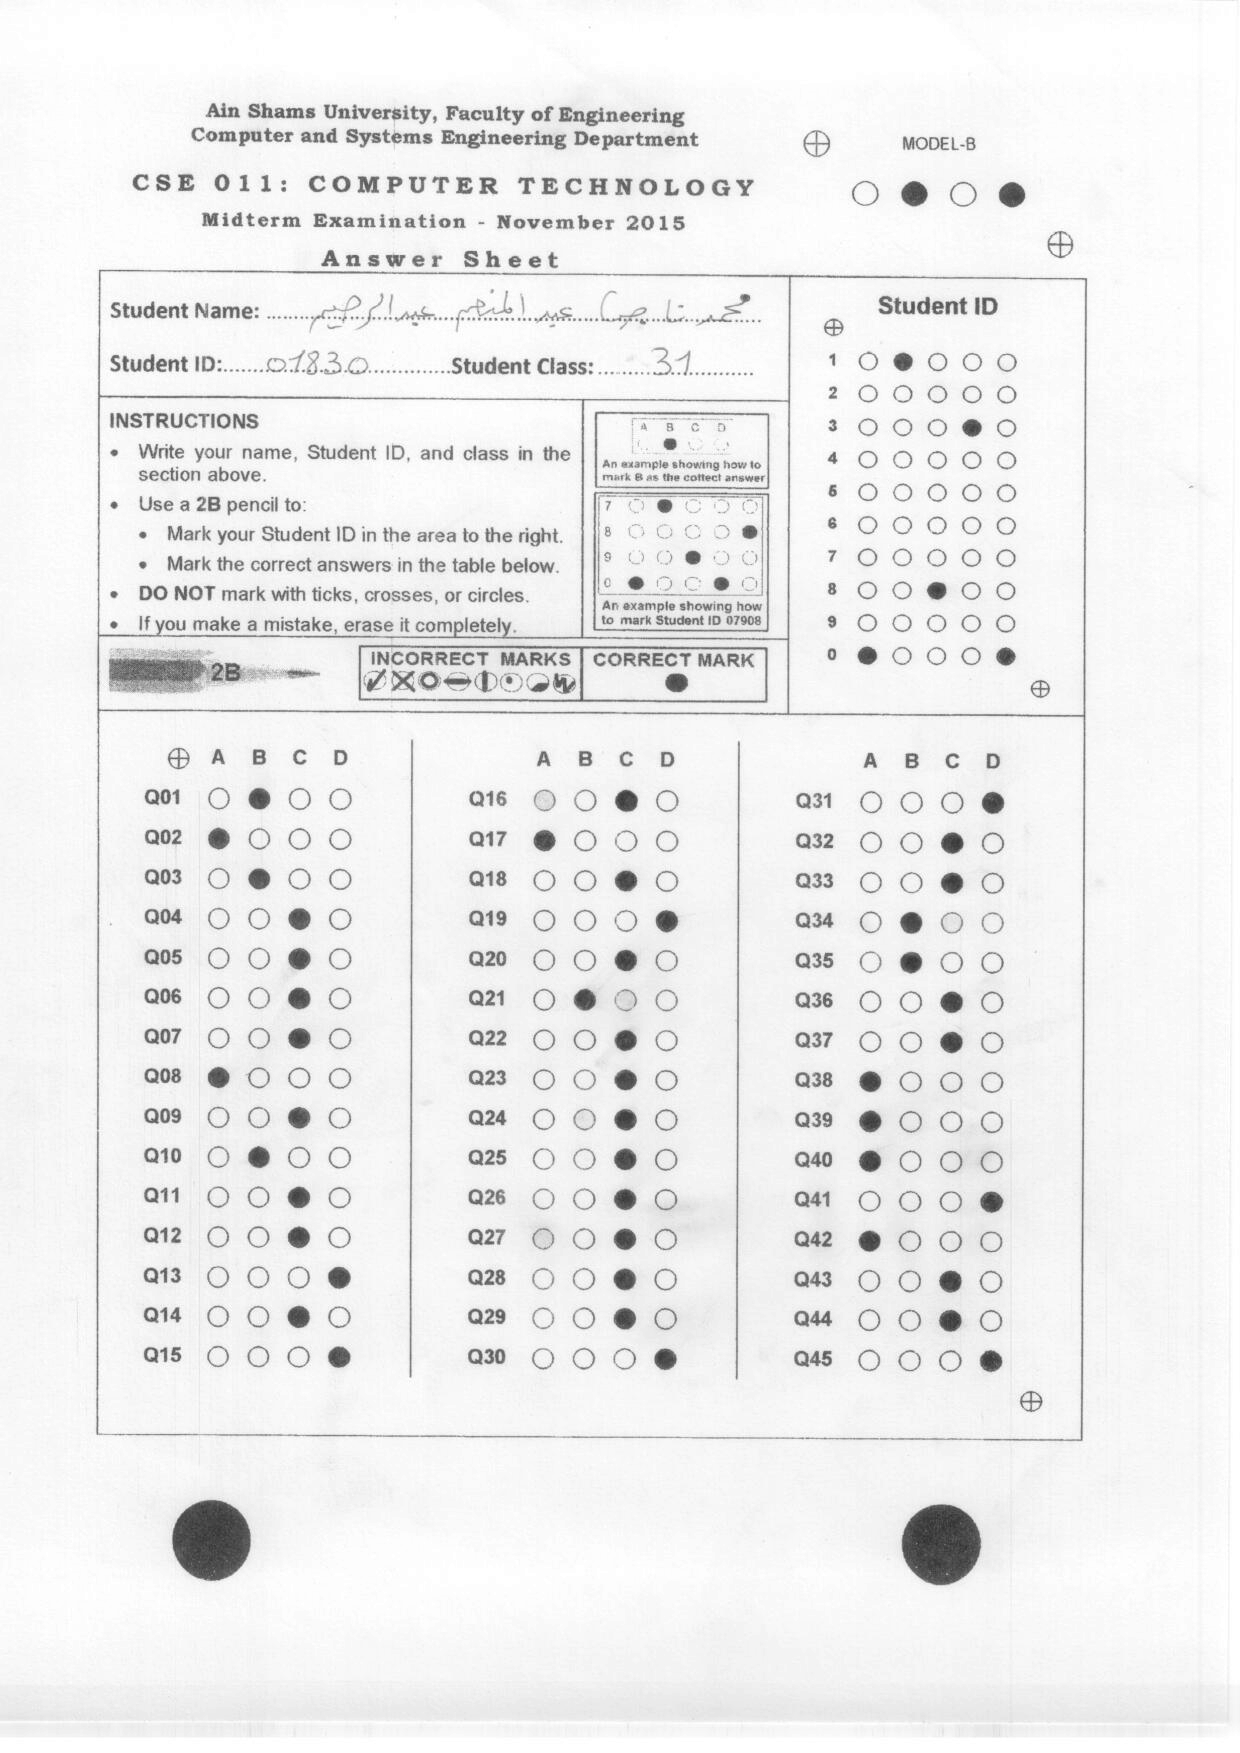 Ain Shams University, Faculty of Engineering
Computer and Systems Engineering Department
CSE 011: COMPUTER TECHNOLOGY
Midterm Examination - November 2015
Answer Sheet
MODEL-B
Student Name: محمد عبد المنعم عبد الرحيم
Student ID: 01830 Student Class: 31
INSTRUCTIONS
• Write your name, Student ID, and class in the
section above.
• Use a 2B pencil to:
• Mark your Student ID in the area to the right.
• Mark the correct answers in the table below.
• DO NOT mark with ticks, crosses, or circles.
• If you make a mistake, erase it completely.
A B C D
An example showing how to
mark B as the cottect answer
7
8
9
0
An example showing how
to mark Student ID 07908
2B
INCORRECT MARKS
CORRECT MARK
Student ID
1
2
3
4
5
6
7
8
9
0
A B C D
Q01
Q02
Q03
Q04
Q05
Q06
Q07
Q08
Q09
Q10
Q11
Q12
Q13
Q14
Q15
A B C D
Q16
Q17
Q18
Q19
Q20
Q21
Q22
Q23
Q24
Q25
Q26
Q27
Q28
Q29
Q30
A B C D
Q31
Q32
Q33
Q34
Q35
Q36
Q37
Q38
Q39
Q40
Q41
Q42
Q43
Q44
Q45